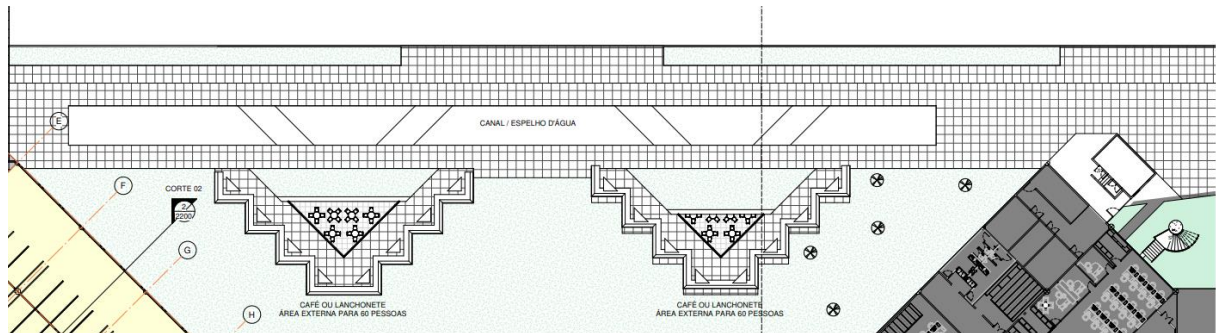 CANAL / ESPELHO D'ÁGUA
E
F
CORTE 02
2
2200
G
H
CAFÉ OU LANCHONETE
ÁREA EXTERNA PARA 60 PESSOAS
CAFÉ OU LANCHONETE
ÁREA EXTERNA PARA 60 PESSOAS